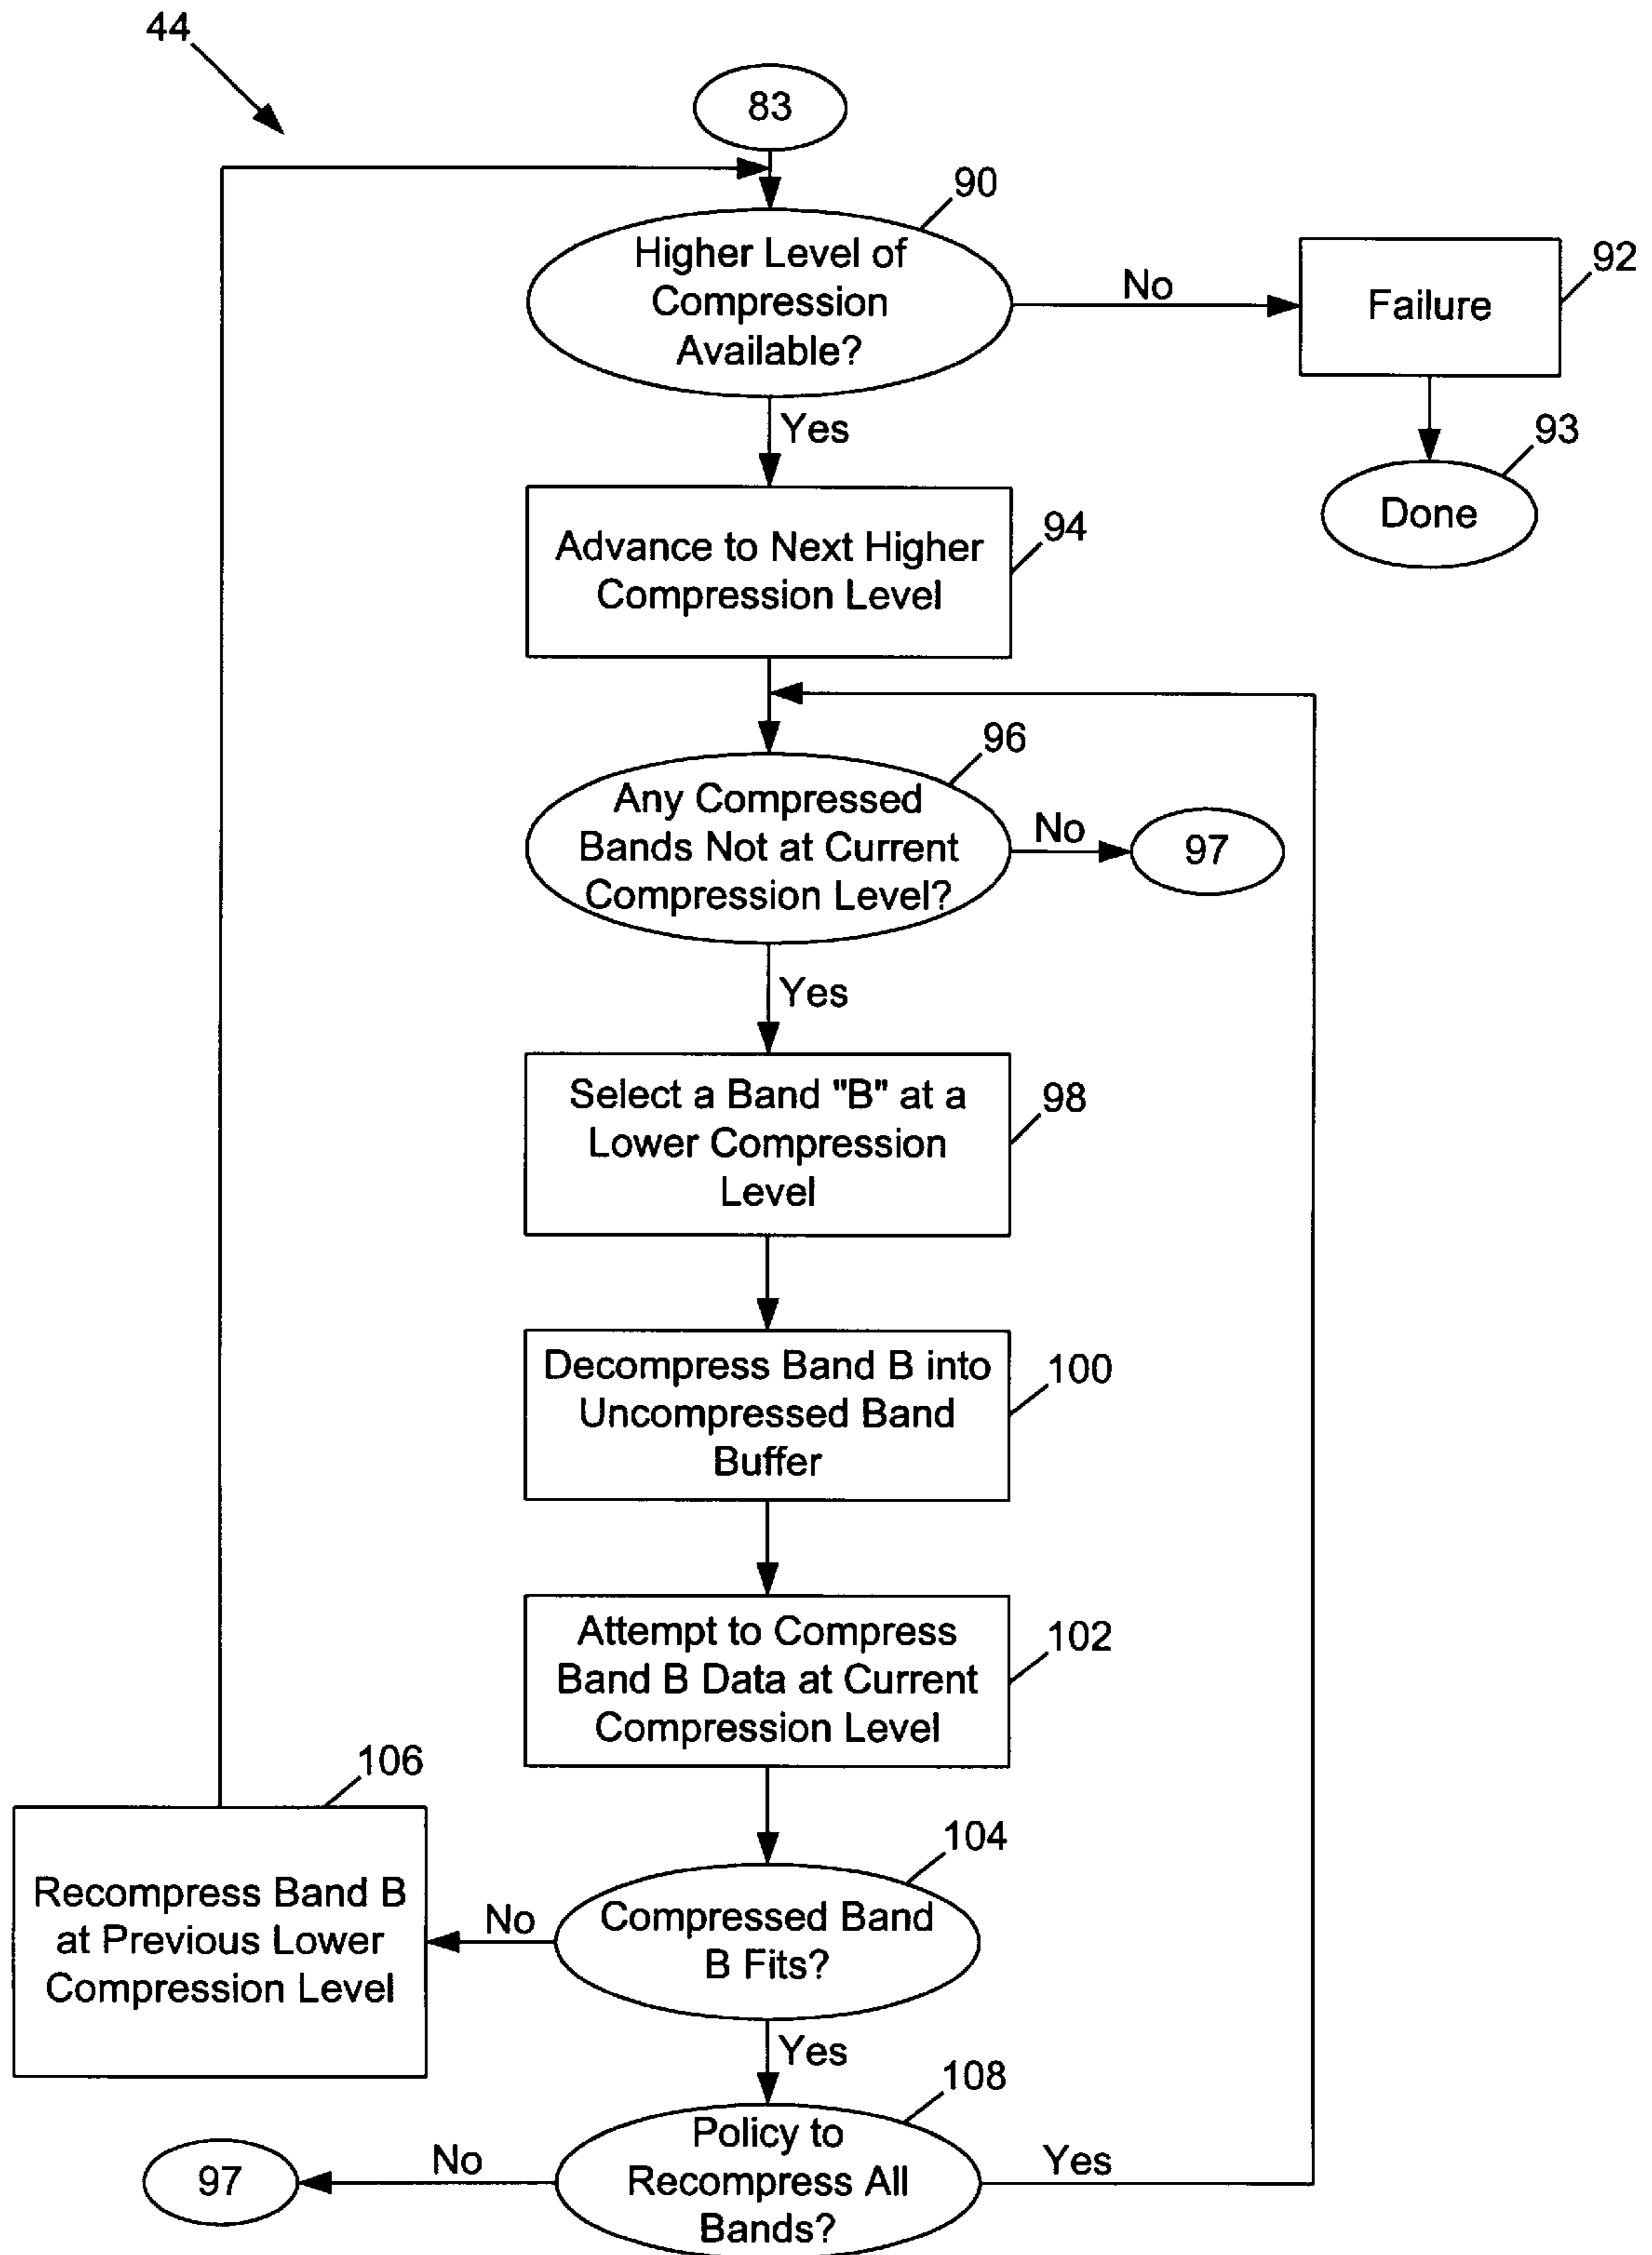 44
83
90
Higher Level of
Compression
Available?
No
92
Failure
Yes
93
Done
94
Advance to Next Higher
Compression Level
96
Any Compressed
Bands Not at Current
Compression Level?
No
97
Yes
98
Select a Band "B" at a
Lower Compression
Level
100
Decompress Band B into
Uncompressed Band
Buffer
102
Attempt to Compress
Band B Data at Current
Compression Level
106
Recompress Band B
at Previous Lower
Compression Level
104
Compressed Band
B Fits?
No
Yes
108
Policy to
Recompress All
Bands?
No
97
Yes